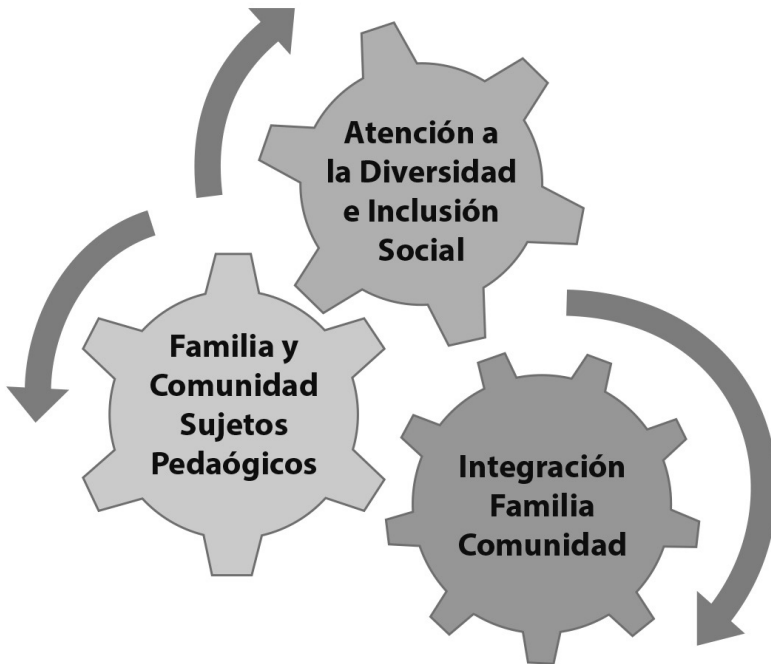 Atención a
la Diversidad
e Inclusión
Social
Familia y
Comunidad
Sujetos
Pedaógicos
Integración
Familia
Comunidad